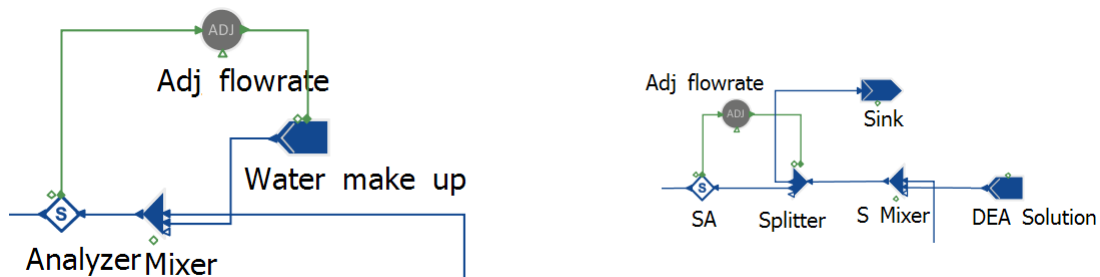 ADJ
Adj flowrate
Water make up
S
Analyzer
Mixer
Adj flowrate
ADJ
Sink
S
SA
Splitter
S Mixer
DEA Solution